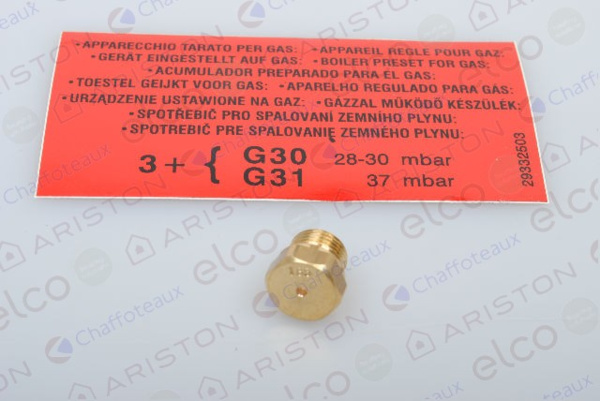 •APPARECCHIO TARATO PER GAS: •APPAREIL REGLE POUR GAZ:
•GERÄT EINGESTELLT AUF GAS: •BOILER PRESET FOR GAS:
•ACUMULADOR PREPARADO PARA EL GAS:
•TOESTEL GEIJKT VOOR GAS: •APARELHO REGULADO PARA GÁS:
•URZĄDZENIE USTAWIONE NA GAZ: •GÁZZAL MŰKÖDŐ KÉSZÜLÉK:
•SPOTŘEBIČ PRO SPALOVANÍ ZEMNÍHO PLYNU:
•SPOTREBIČ PRE SPALOVANIE ZEMNÉHO PLYNU:
3+{ G30 28-30 mbar
G31 37 mbar
29332503
ARISTON
elco
Chaffoteaux